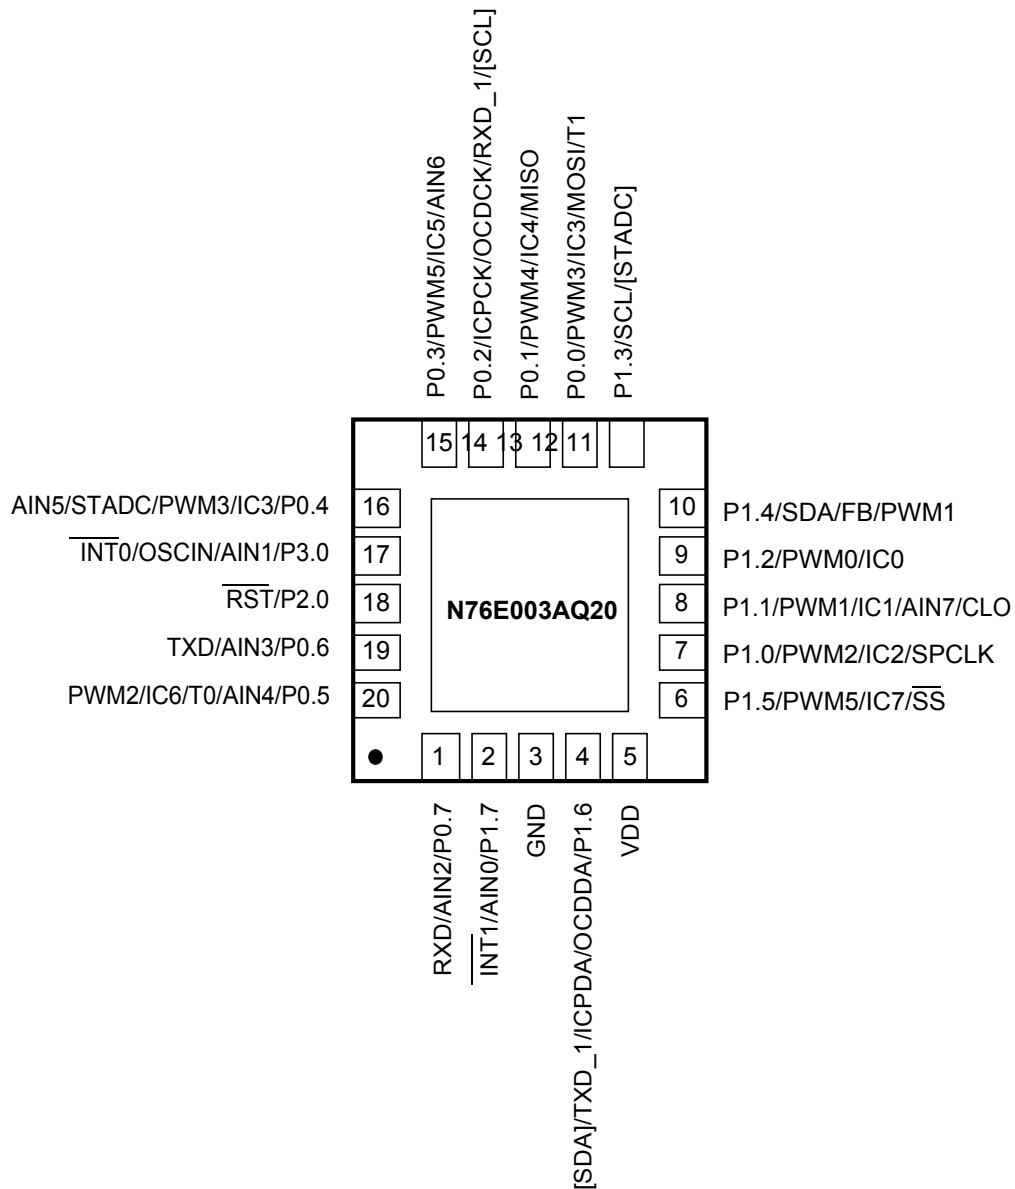 P0.3/PWM5/IC5/AIN6
P0.2/ICPCK/OCDCK/RXD_1/[SCL]
P0.1/PWM4/IC4/MISO
P0.0/PWM3/IC3/MOSI/T1
P1.3/SCL/[STADC]
15 14 13 12 11
AIN5/STADC/PWM3/IC3/P0.4 16
10 P1.4/SDA/FB/PWM1
INT0/OSCIN/AIN1/P3.0 17
9 P1.2/PWM0/IC0
RST/P2.0 18
N76E003AQ20
8 P1.1/PWM1/IC1/AIN7/CLO
TXD/AIN3/P0.6 19
7 P1.0/PWM2/IC2/SPCLK
PWM2/IC6/T0/AIN4/P0.5 20
6 P1.5/PWM5/IC7/SS
1 2 3 4 5
RXD/AIN2/P0.7
INT1/AIN0/P1.7
GND
[SDA]/TXD_1/ICPDA/OCDDA/P1.6
VDD